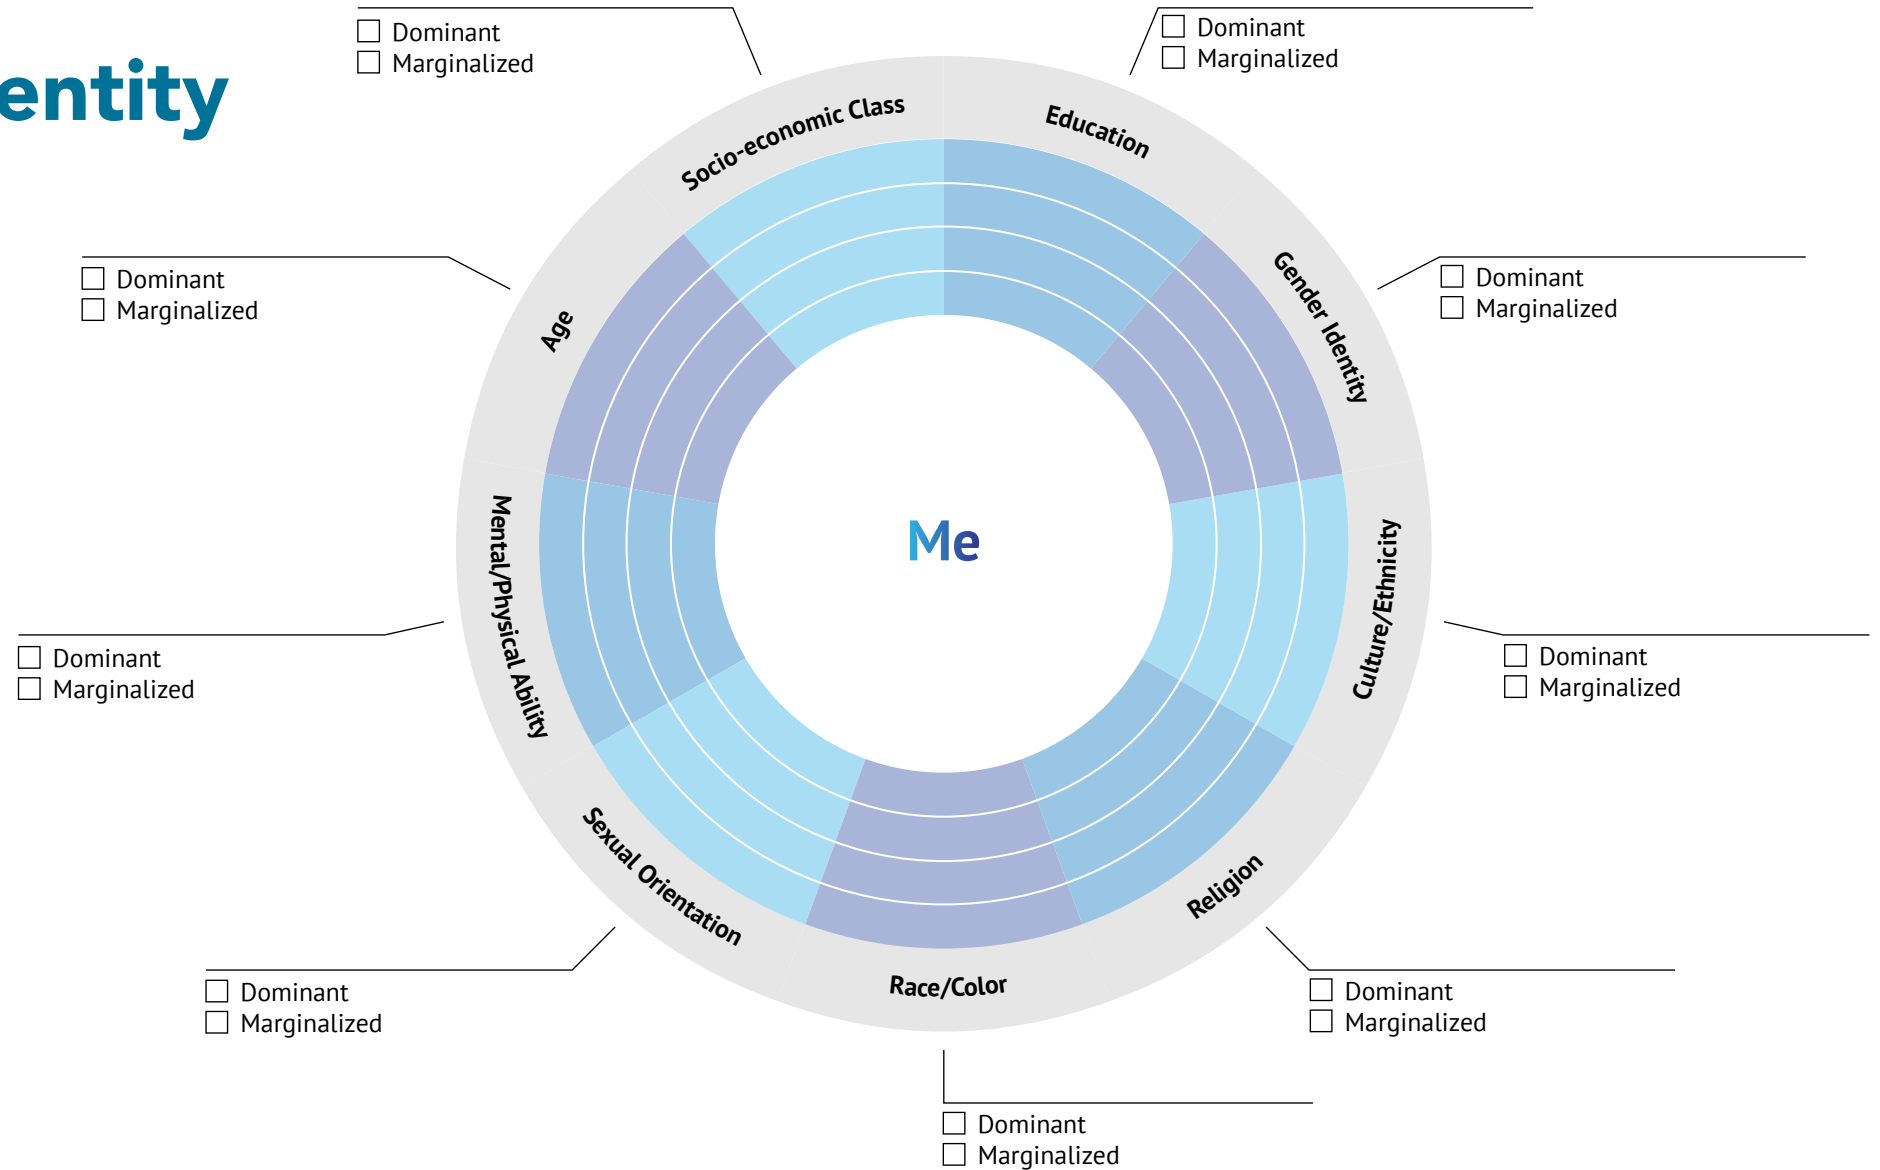 entity
Dominant
Marginalized
Dominant
Marginalized
Socio-economic Class
Education
Dominant
Marginalized
Age
Gender Identity
Dominant
Marginalized
Me
Mental/Physical Ability
Culture/Ethnicity
Dominant
Marginalized
Dominant
Marginalized
Sexual Orientation
Religion
Race/Color
Dominant
Marginalized
Dominant
Marginalized
Dominant
Marginalized